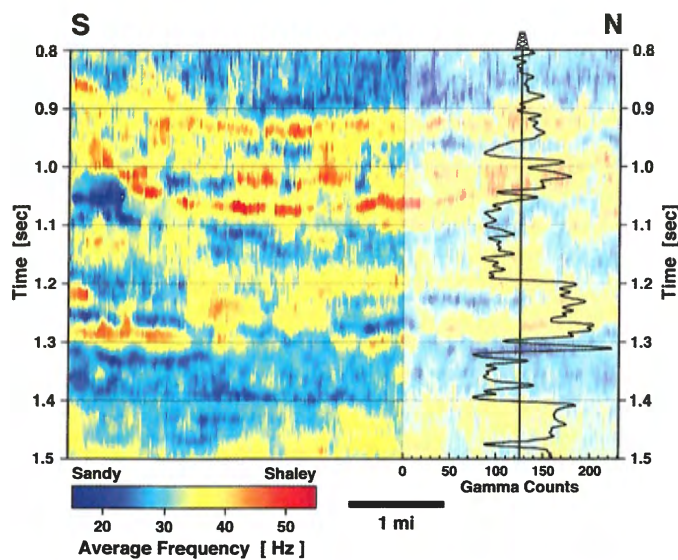 S N
0.8 0.8
0.9 0.9
1.0 1.0
1.1 1.1
1.2 1.2
1.3 1.3
1.4 1.4
1.5 1.5
Time [sec]
Time [sec]
Sandy Shaley
0 50 100 150 200
Gamma Counts
20 30 40 50
1 mi
Average Frequency [ Hz ]